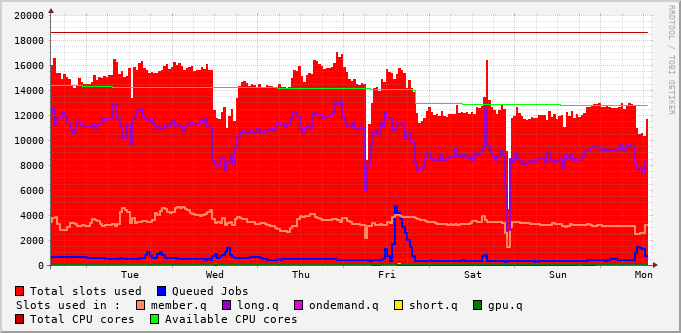 RRDTOOL / TOBI OETIKER
20000
18000
16000
14000
12000
10000
8000
6000
4000
2000
0
Tue Wed Thu Fri Sat Sun Mon
Total slots used Queued Jobs
Slots used in : member.q long.q ondemand.q short.q gpu.q
Total CPU cores Available CPU cores